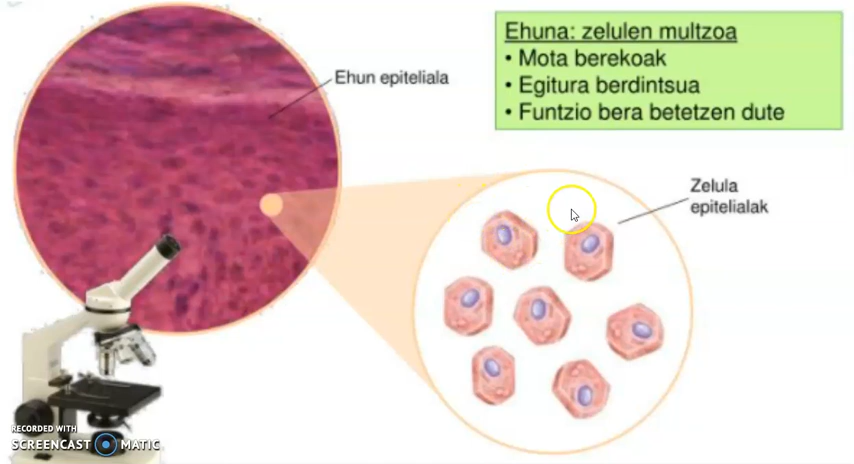 Ehuna: zelulen multzoa
• Mota berekoak
• Egitura berdintsua
• Funtzio bera betetzen dute
Ehun epiteliala
Zelula
epitelialak
RECORDED WITH
SCREENCAST MATIC